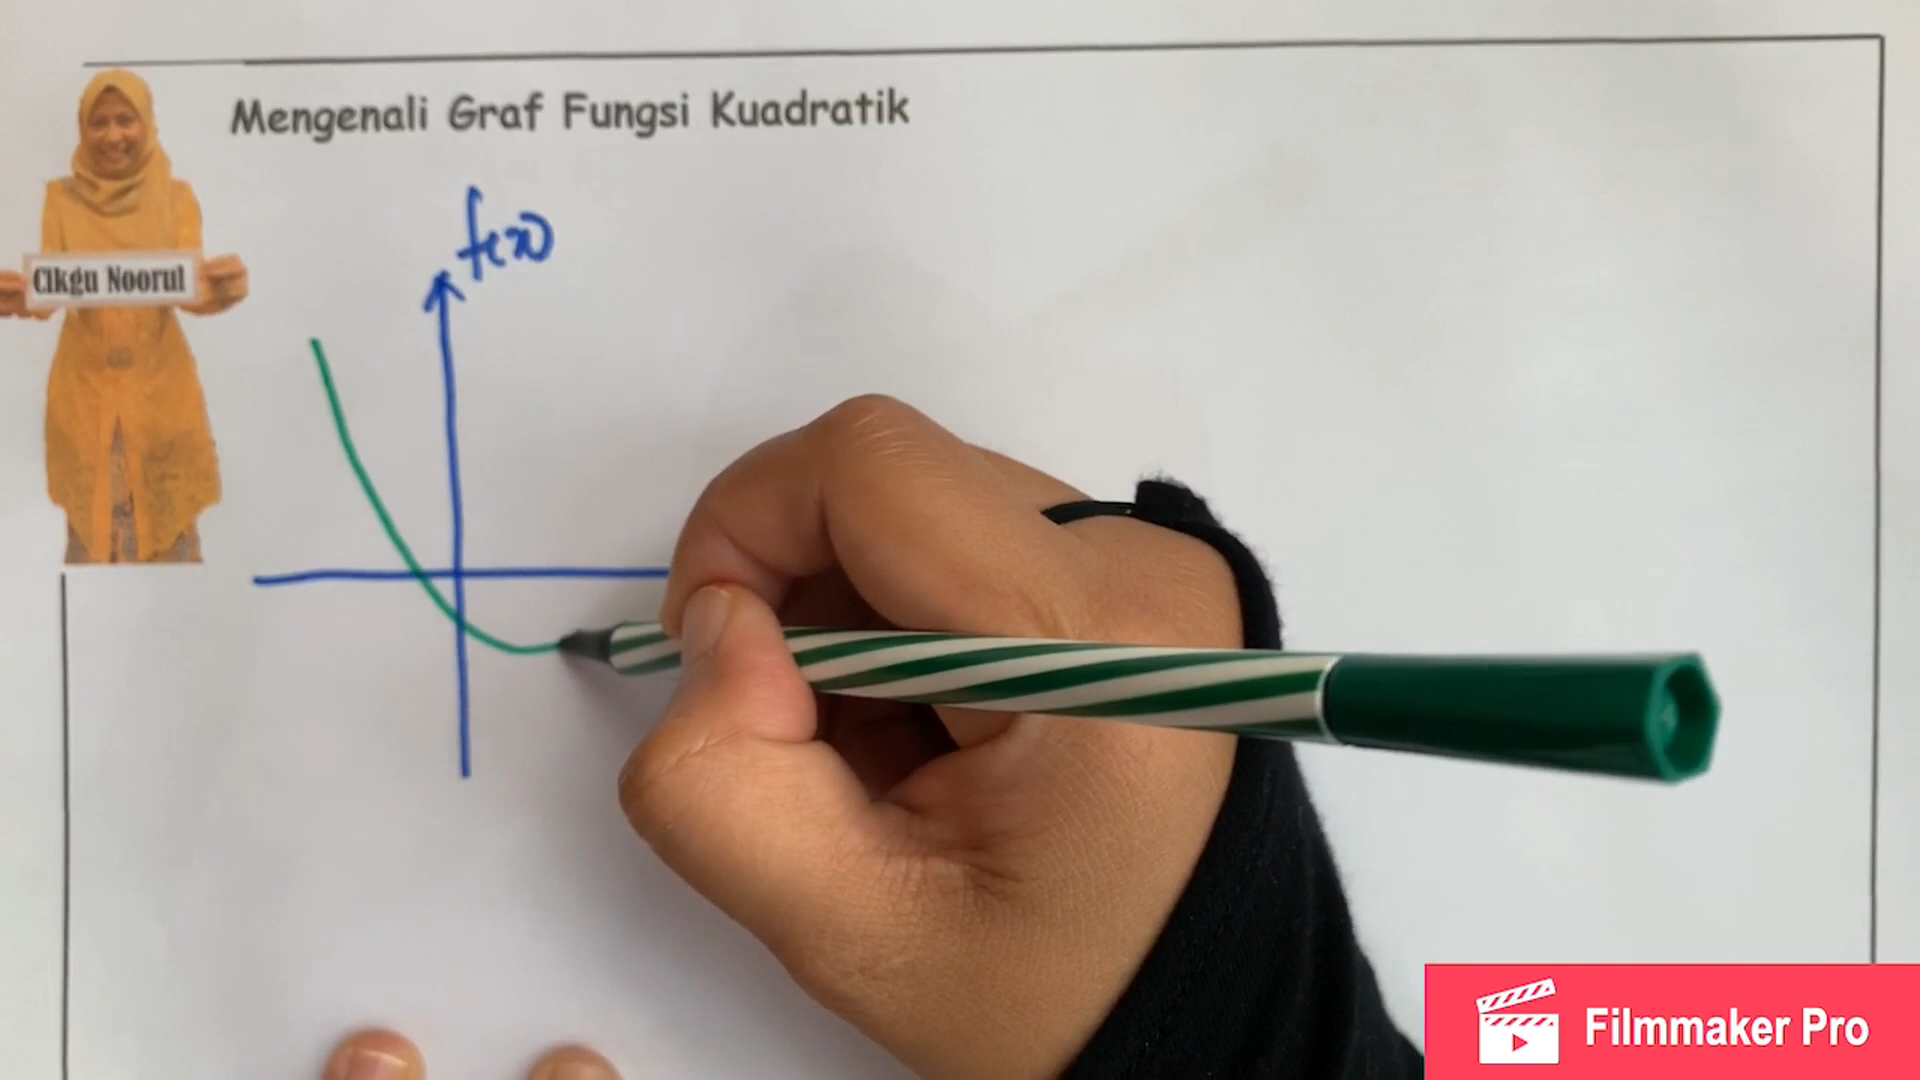 Mengenali Graf Fungsi Kuadratik
f(x)
Cikgu Noorul
Filmmaker Pro